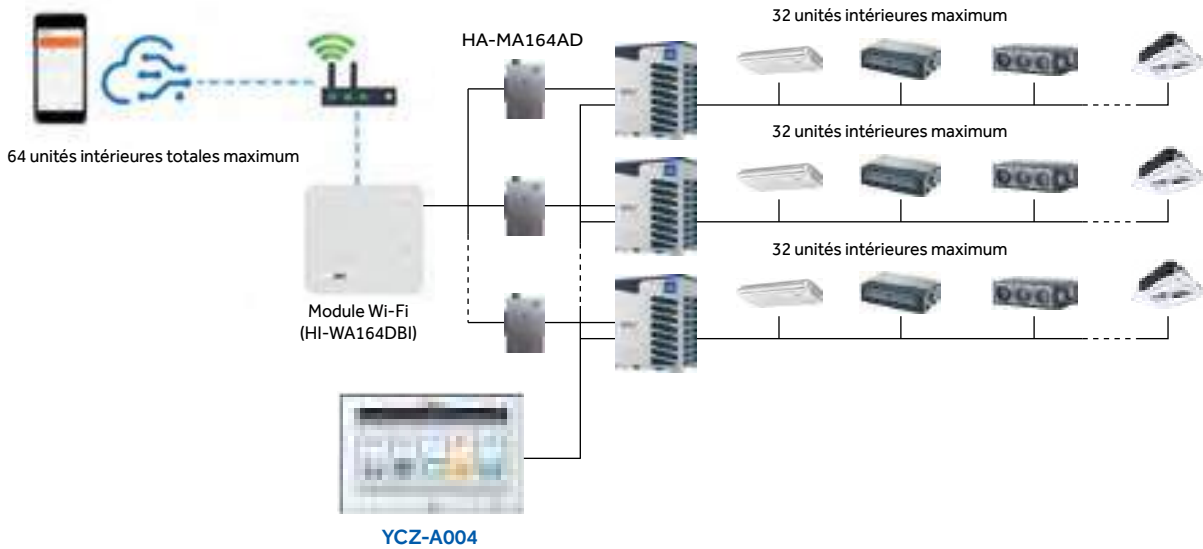 32 unités intérieures maximum
HA-MA164AD
64 unités intérieures totales maximum
32 unités intérieures maximum
32 unités intérieures maximum
Module Wi-Fi
(HI-WA164DBI)
YCZ-A004